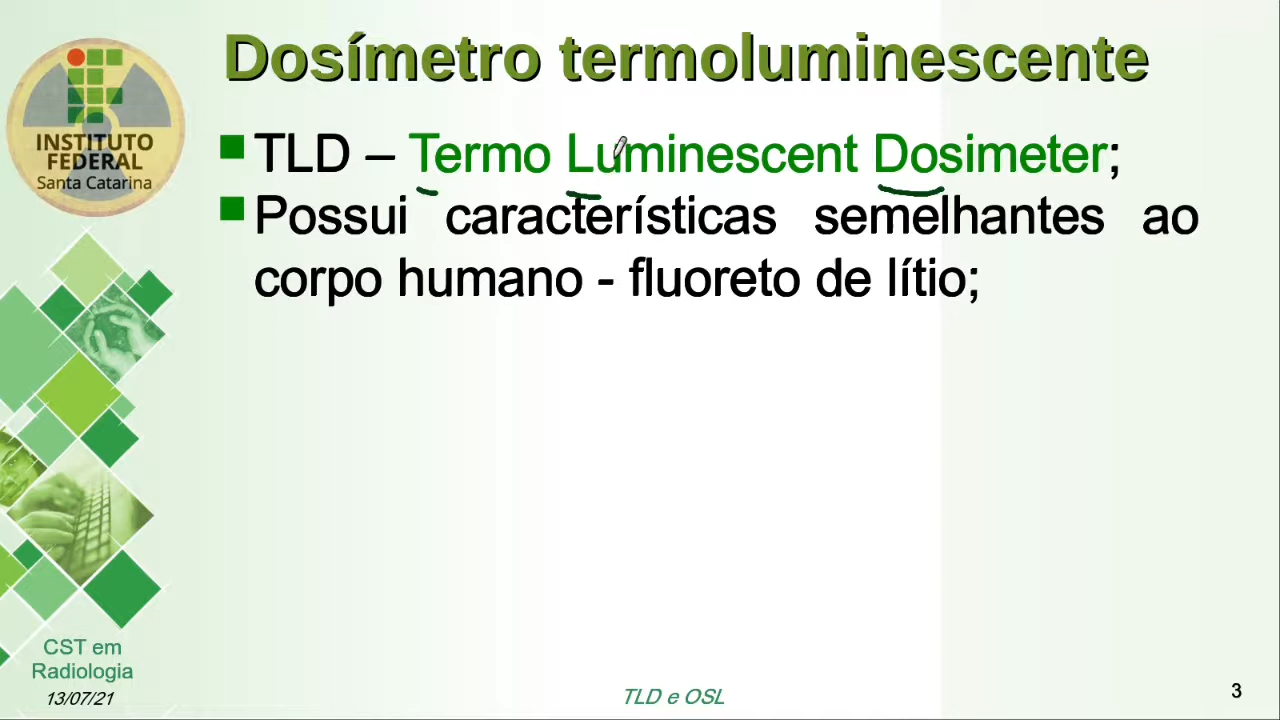 Dosímetro termoluminescente
INSTITUTO
FEDERAL
Santa Catarina
TLD – Termo Luminescent Dosimeter;
Possui características semelhantes ao
corpo humano - fluoreto de lítio;
CST em
Radiologia
13/07/21
TLD e OSL
3